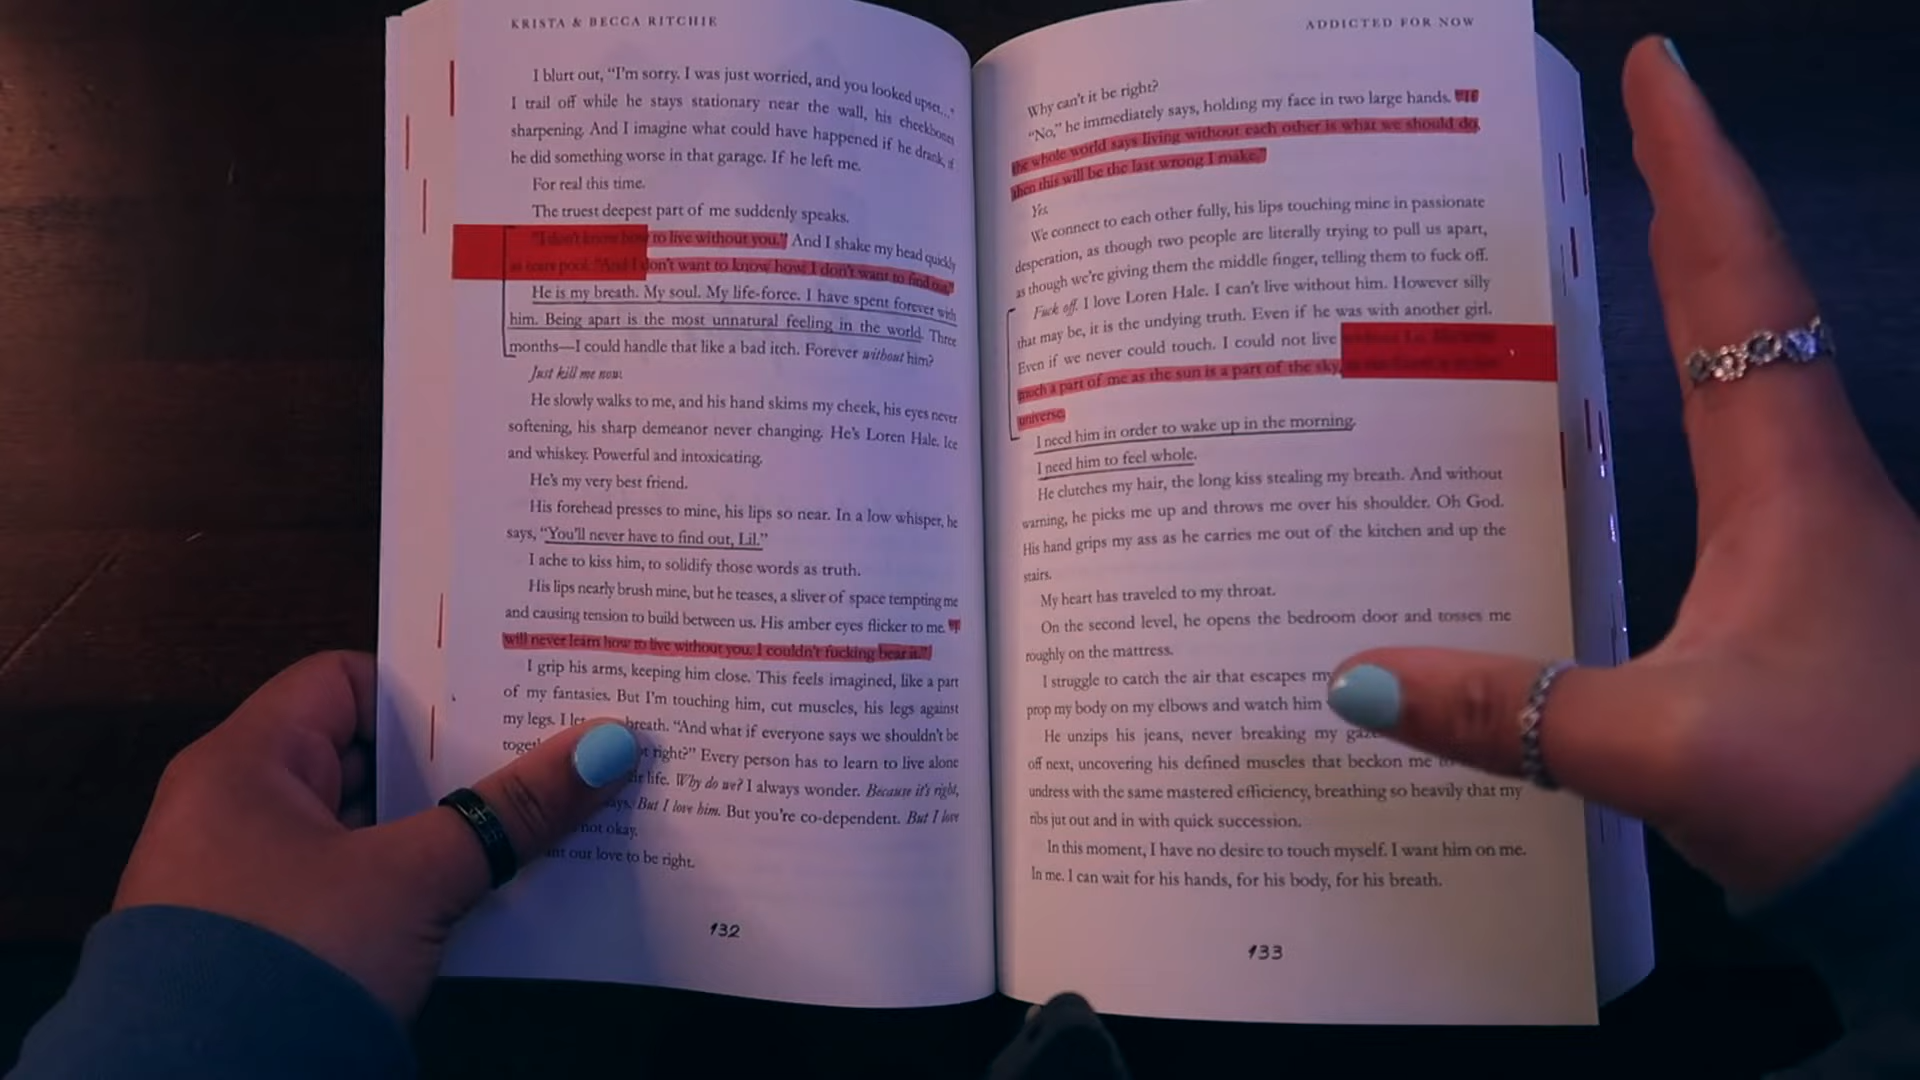 KRISTA & BECCA RITCHIE
I blurt out, “I’m sorry. I was just worried, and you looked upset...”
I trail off while he stays stationary near the wall, his cheekbones
sharpening. And I imagine what could have happened if he drank, if
he did something worse in that garage. If he left me.
For real this time.
The truest deepest part of me suddenly speaks.
“I don’t know how to live without you.” And I shake my head quickly
as tears pool. “And I don’t want to know how. I don’t want to find out.”
He is my breath. My soul. My life-force. I have spent forever with
him. Being apart is the most unnatural feeling in the world. Three
months—I could handle that like a bad itch. Forever without him?
Just kill me now.
He slowly walks to me, and his hand skims my cheek, his eyes never
softening, his sharp demeanor never changing. He’s Loren Hale. Ice
and whiskey. Powerful and intoxicating.
He’s my very best friend.
His forehead presses to mine, his lips so near. In a low whisper, he
says, “You’ll never have to find out, Lil.”
I ache to kiss him, to solidify those words as truth.
His lips nearly brush mine, but he teases, a sliver of space tempting me
and causing tension to build between us. His amber eyes flicker to me. “I
will never learn how to live without you. I couldn’t fucking bear it.”
I grip his arms, keeping him close. This feels imagined, like a part
of my fantasies. But I’m touching him, cut muscles, his legs against
my legs. I let breath. “And what if everyone says we shouldn’t be
right?” Every person has to learn to live alone
life. Why do we? I always wonder. Because it’s right,
says. But I love him. But you’re co-dependent. But I love
not okay.
our love to be right.
132
ADDICTED FOR NOW
Why can’t it be right?
“No,” he immediately says, holding my face in two large hands. “If
the whole world says living without each other is what we should do,
then this will be the last wrong I make.”
Yes.
We connect to each other fully, his lips touching mine in passionate
desperation, as though two people are literally trying to pull us apart,
as though we’re giving them the middle finger, telling them to fuck off.
Fuck off. I love Loren Hale. I can’t live without him. However silly
that may be, it is the undying truth. Even if he was with another girl.
Even if we never could touch. I could not live
much a part of me as the sun is a part of the sky,
universe.
I need him in order to wake up in the morning.
I need him to feel whole.
He clutches my hair, the long kiss stealing my breath. And without
warning, he picks me up and throws me over his shoulder. Oh God.
His hand grips my ass as he carries me out of the kitchen and up the
stairs.
My heart has traveled to my throat.
On the second level, he opens the bedroom door and tosses me
roughly on the mattress.
I struggle to catch the air that escapes my
prop my body on my elbows and watch him
He unzips his jeans, never breaking my
off next, uncovering his defined muscles that beckon me
undress with the same mastered efficiency, breathing so heavily that my
ribs jut out and in with quick succession.
In this moment, I have no desire to touch myself. I want him on me.
In me. I can wait for his hands, for his body, for his breath.
133